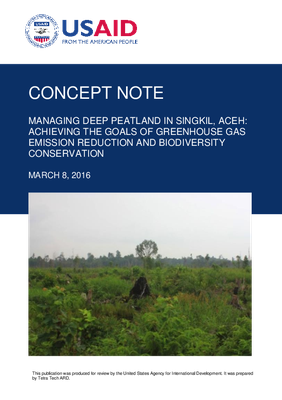 USAID
FROM THE AMERICAN PEOPLE
CONCEPT NOTE
MANAGING DEEP PEATLAND IN SINGKIL, ACEH:
ACHIEVING THE GOALS OF GREENHOUSE GAS
EMISSION REDUCTION AND BIODIVERSITY
CONSERVATION
MARCH 8, 2016
This publication was produced for review by the United States Agency for International Development. It was prepared
by Tetra Tech ARD.